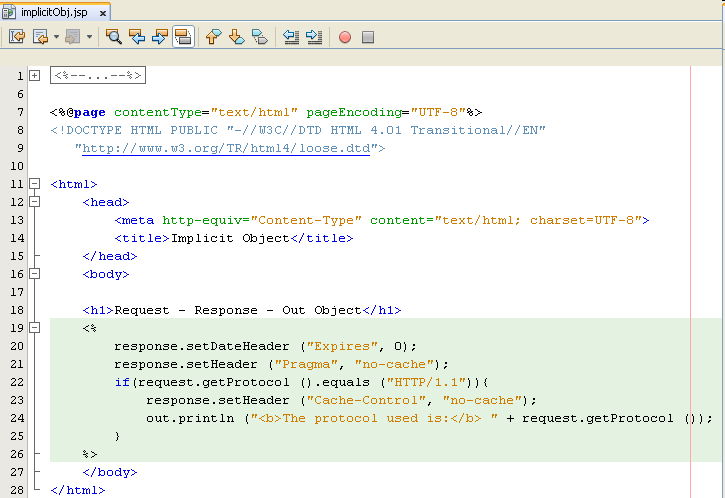 implicitObj.jsp x
1 <%--...--%>
6
7 <%@page contentType="text/html" pageEncoding="UTF-8"%>
8 <!DOCTYPE HTML PUBLIC "-//W3C//DTD HTML 4.01 Transitional//EN"
9 "http://www.w3.org/TR/html4/loose.dtd">
10
11 <html>
12 <head>
13 <meta http-equiv="Content-Type" content="text/html; charset=UTF-8">
14 <title>Implicit Object</title>
15 </head>
16 <body>
17
18 <h1>Request - Response - Out Object</h1>
19 <%
20 response.setDateHeader ("Expires", 0);
21 response.setHeader ("Pragma", "no-cache");
22 if(request.getProtocol ().equals ("HTTP/1.1")){
23 response.setHeader ("Cache-Control", "no-cache");
24 out.println ("<b>The protocol used is:</b> " + request.getProtocol ());
25 }
26 %>
27 </body>
28 </html>